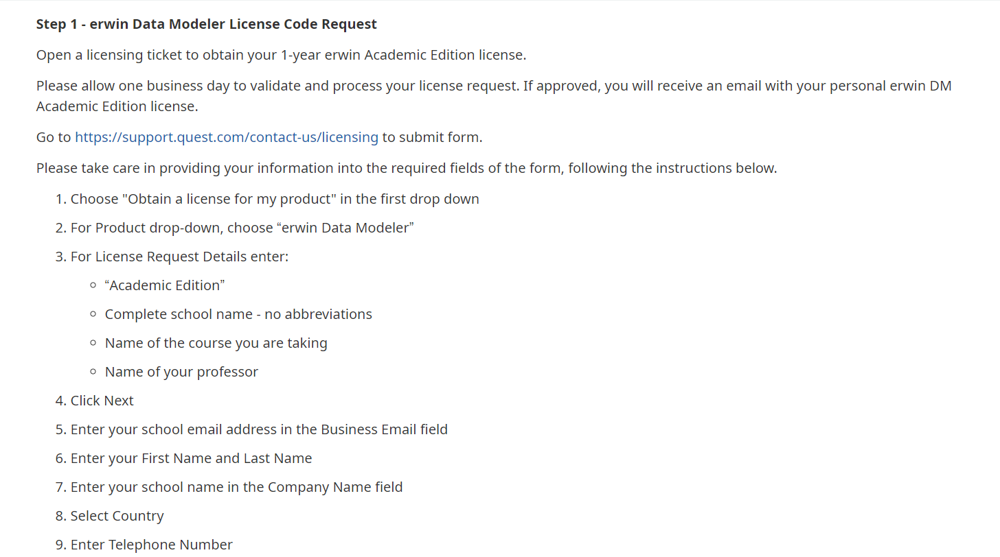 Step 1 - erwin Data Modeler License Code Request
Open a licensing ticket to obtain your 1-year erwin Academic Edition license.
Please allow one business day to validate and process your license request. If approved, you will receive an email with your personal erwin DM
Academic Edition license.
Go to https://support.quest.com/contact-us/licensing to submit form.
Please take care in providing your information into the required fields of the form, following the instructions below.
1. Choose "Obtain a license for my product" in the first drop down
2. For Product drop-down, choose “erwin Data Modeler”
3. For License Request Details enter:
○ “Academic Edition”
○ Complete school name - no abbreviations
○ Name of the course you are taking
○ Name of your professor
4. Click Next
5. Enter your school email address in the Business Email field
6. Enter your First Name and Last Name
7. Enter your school name in the Company Name field
8. Select Country
9. Enter Telephone Number